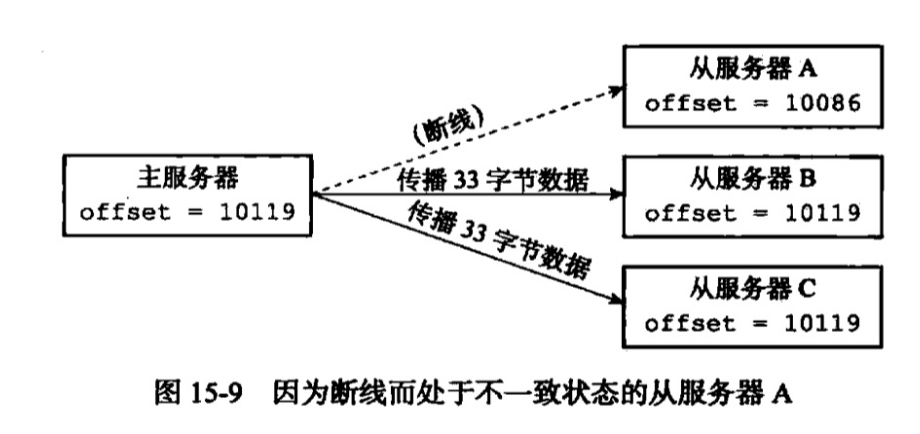 从服务器 A
offset = 10086
(断线)
主服务器
offset = 10119
传播 33 字节数据
从服务器 B
offset = 10119
传播 33 字节数据
从服务器 C
offset = 10119
图 15-9 因为断线而处于不一致状态的从服务器 A